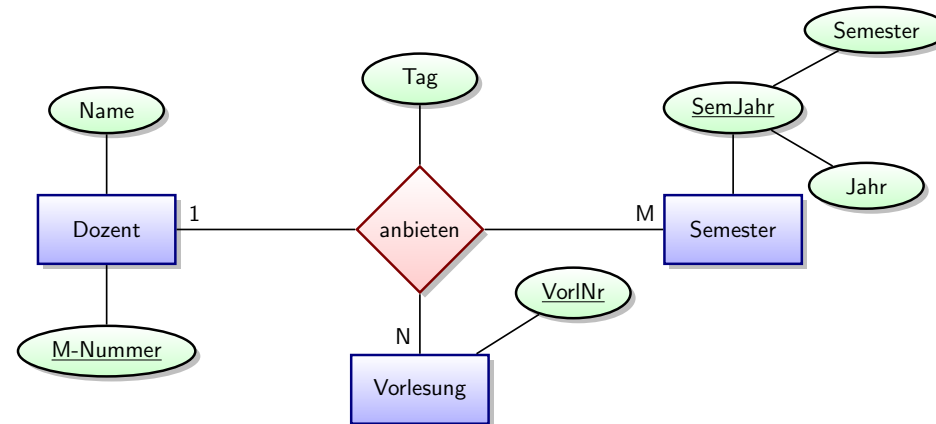 Semester
Tag
Name
SemJahr
Jahr
Dozent
1
anbieten
M
Semester
VorlNr
N
M-Nummer
Vorlesung